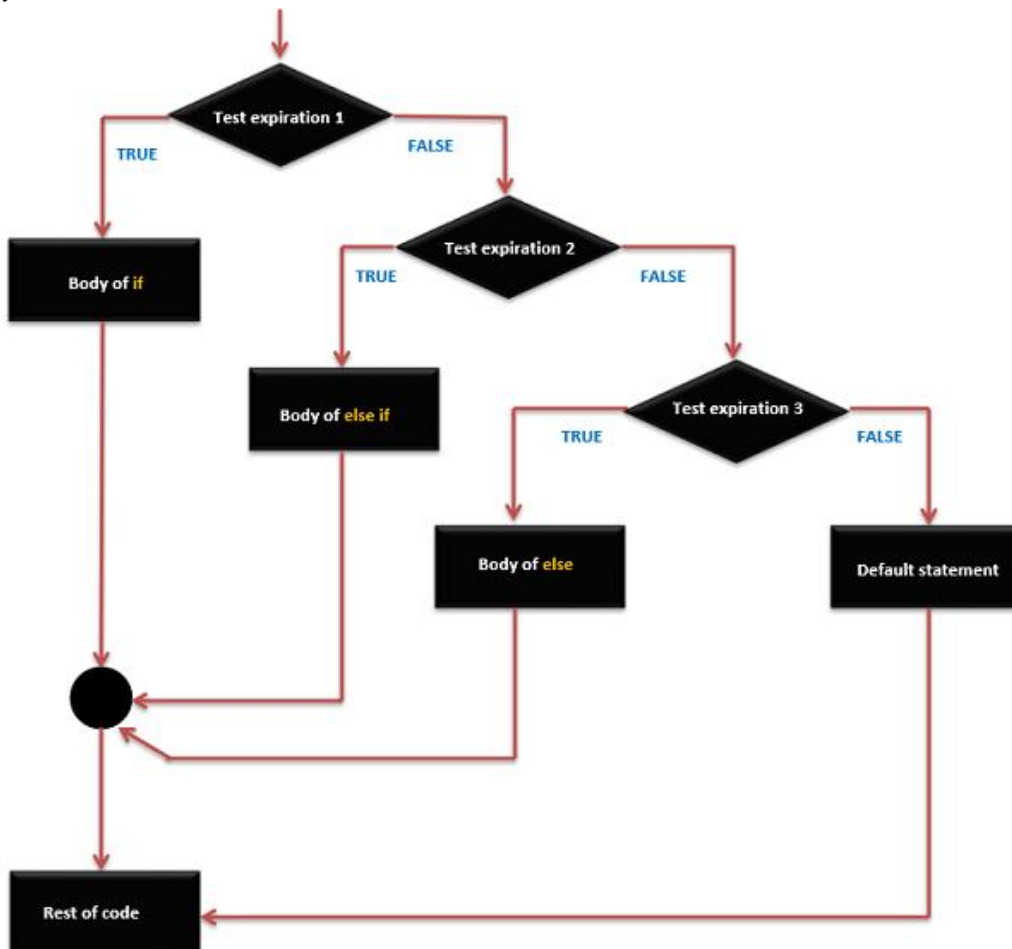 Test expiration 1
TRUE
FALSE
Test expiration 2
Body of if
TRUE
FALSE
Test expiration 3
Body of else if
TRUE
FALSE
Body of else
Default statement
Rest of code